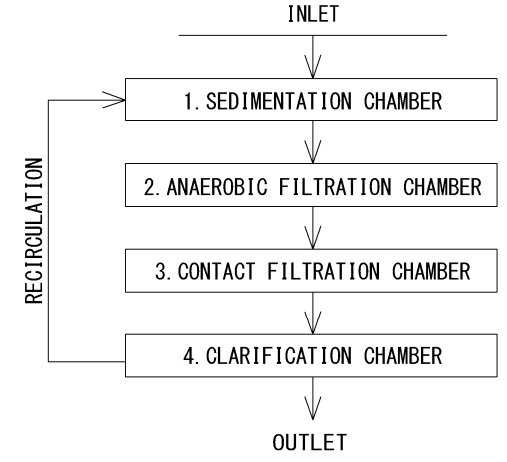 INLET
1. SEDIMENTATION CHAMBER
2. ANAEROBIC FILTRATION CHAMBER
3. CONTACT FILTRATION CHAMBER
4. CLARIFICATION CHAMBER
RECIRCULATION
OUTLET